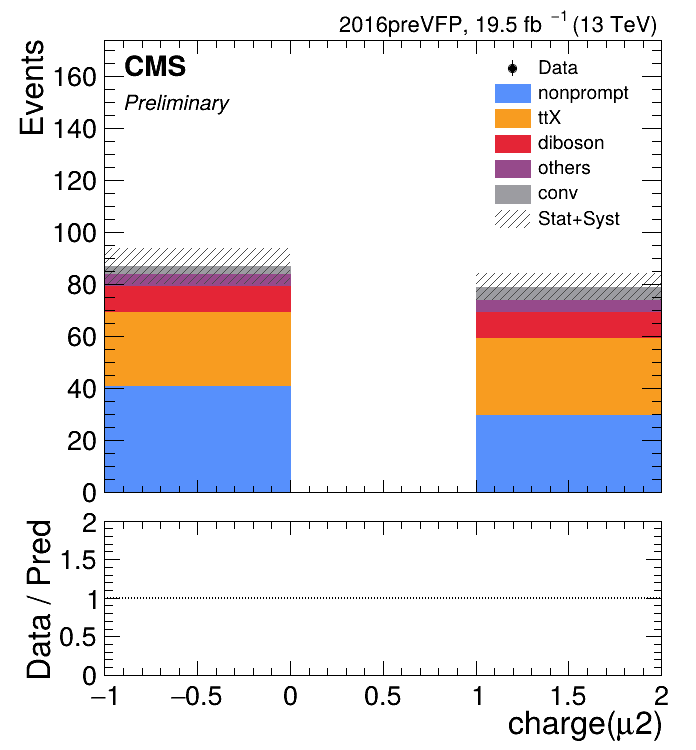 2016preVFP, 19.5 fb⁻¹ (13 TeV)
CMS
Preliminary
Events
160
140
120
100
80
60
40
20
0
Data
nonprompt
ttX
diboson
others
conv
Stat+Syst
Data / Pred
2
1.5
1
0.5
0
−1 −0.5 0 0.5 1 1.5 2
charge(μ2)